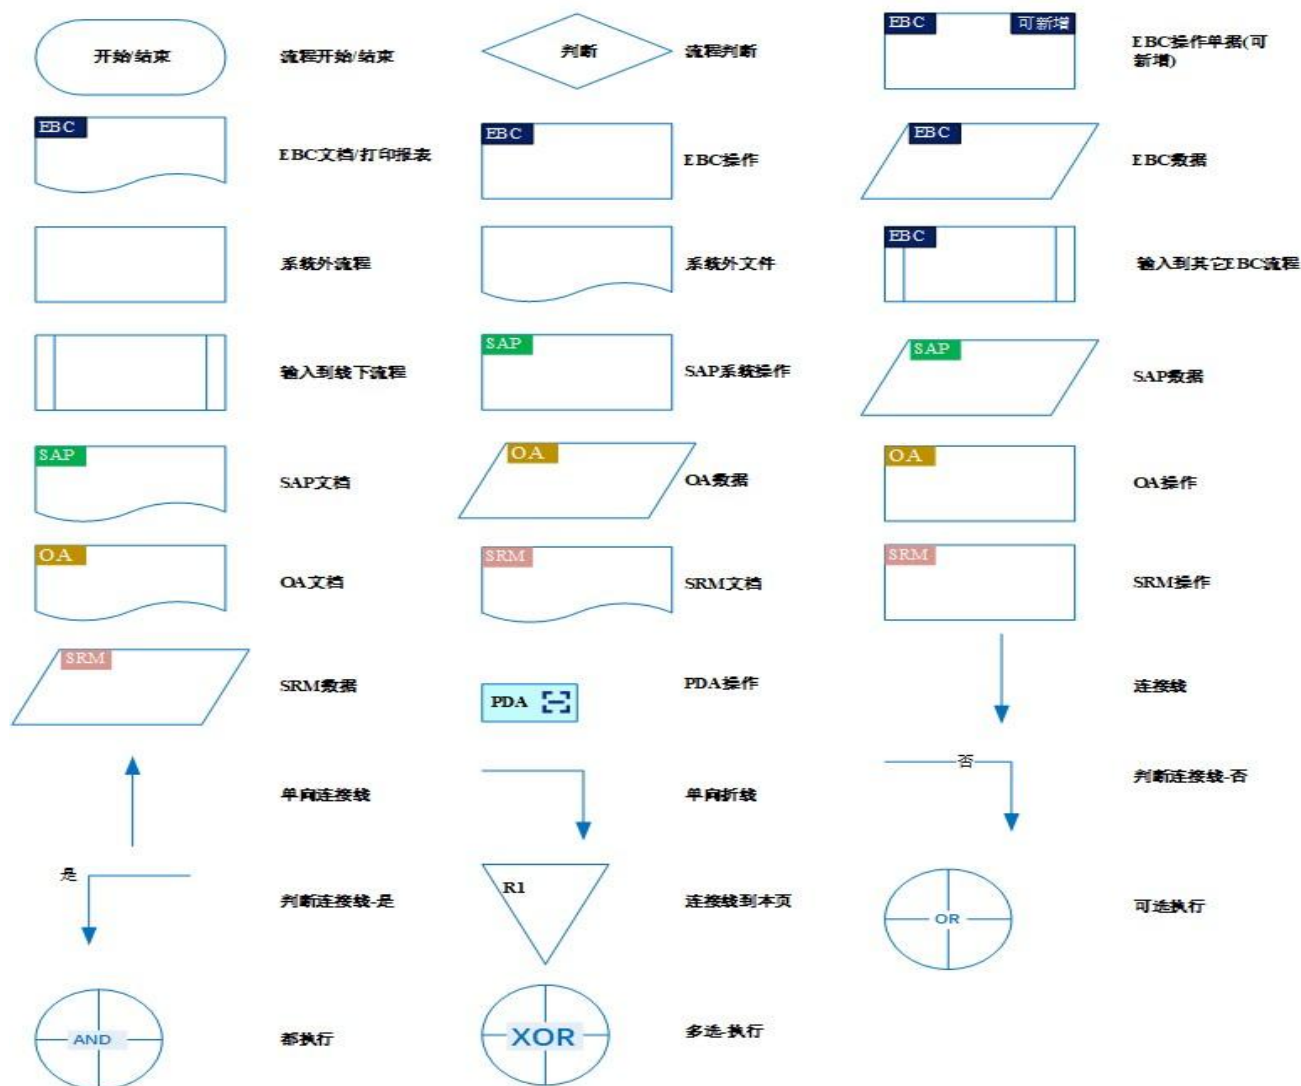 开始/结束
流程开始/结束
判断
流程判断
EBC
可新增
EBC操作单据(可
新增)
EBC
EBC文档/打印报表
EBC
EBC操作
EBC
EBC数据
系统外流程
系统外文件
EBC
输入到其它EBC流程
输入到线下流程
SAP
SAP系统操作
SAP
SAP数据
SAP
SAP文档
OA
OA数据
OA
OA操作
OA
OA文档
SRM
SRM文档
SRM
SRM操作
SRM
SRM数据
PDA
PDA操作
连接线
单向连接线
单向折线
否
判断连接线-否
是
判断连接线-是
R1
连接线到本页
OR
可选执行
AND
都执行
XOR
多选-执行